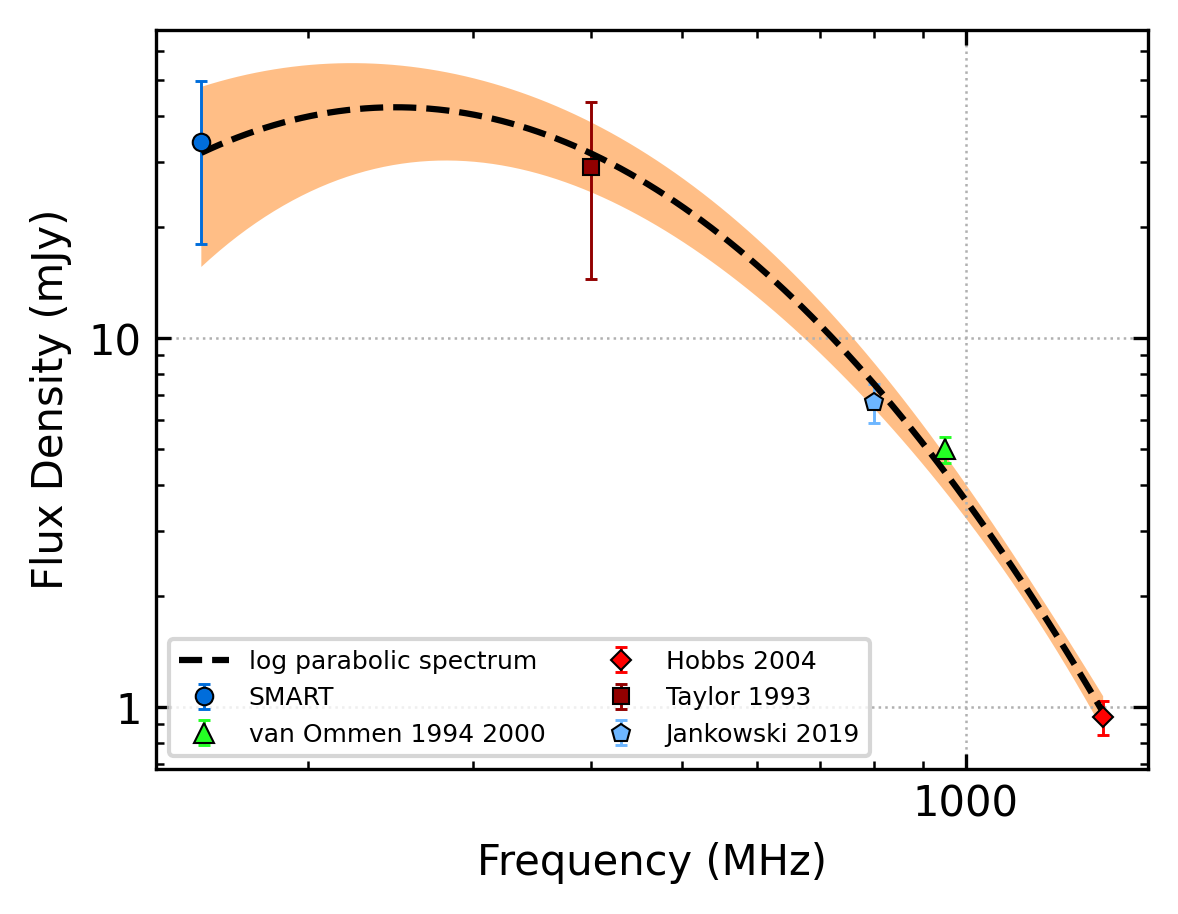 Flux Density (mJy)
10
1
log parabolic spectrum
SMART
van Ommen 1994 2000
Hobbs 2004
Taylor 1993
Jankowski 2019
1000
Frequency (MHz)